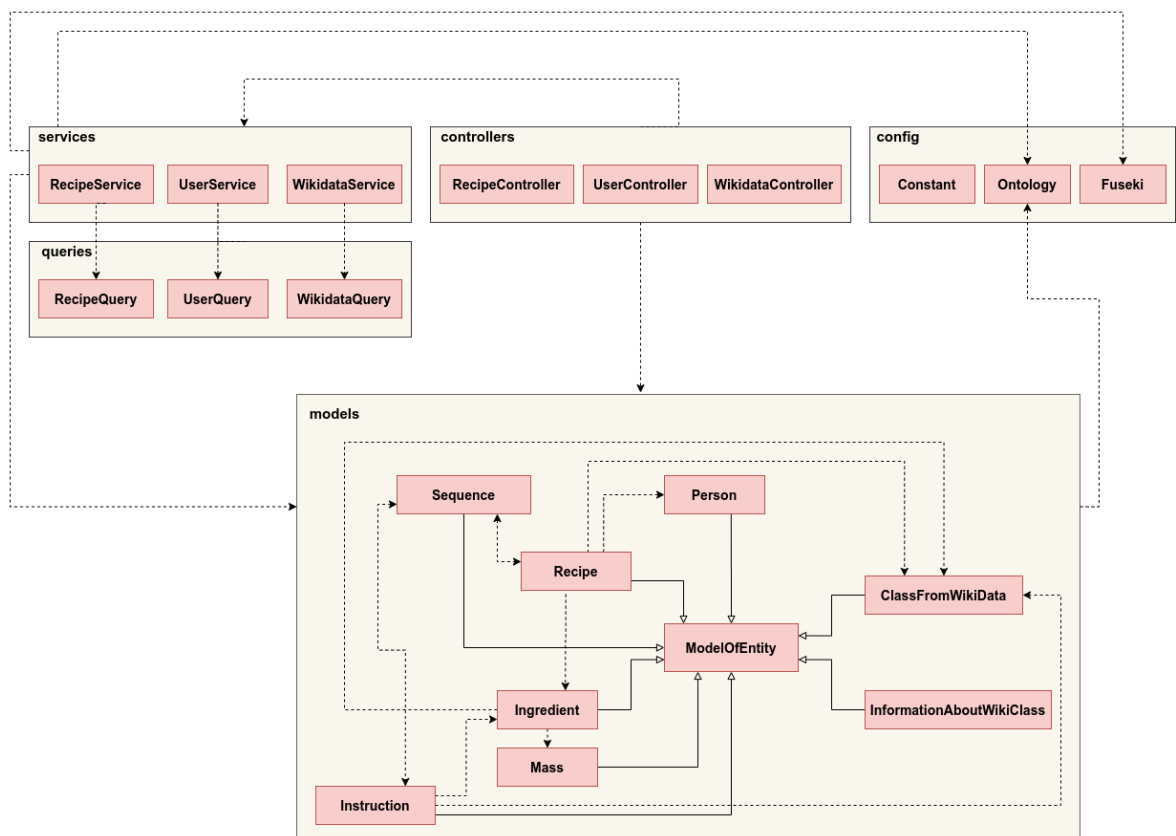 services
RecipeService
UserService
WikidataService
queries
RecipeQuery
UserQuery
WikidataQuery
controllers
RecipeController
UserController
WikidataController
config
Constant
Ontology
Fuseki
models
Sequence
Person
Recipe
ClassFromWikiData
ModelOfEntity
Ingredient
InformationAboutWikiClass
Mass
Instruction